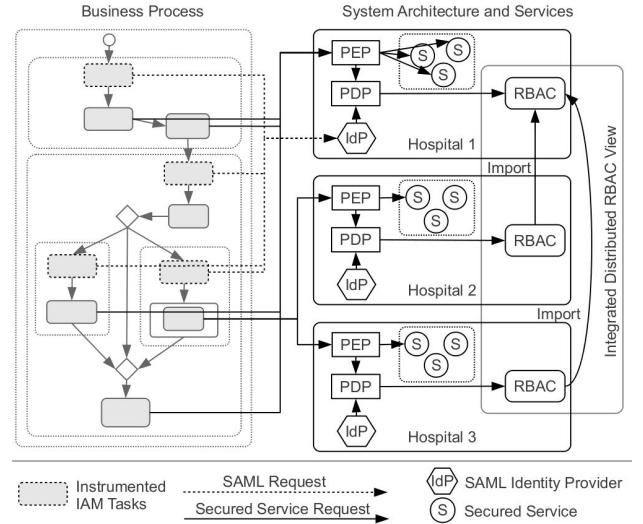 Business Process
System Architecture and Services
PEP
S
S
S
PDP
RBAC
IdP
Hospital 1
Import
PEP
S
S
S
PDP
RBAC
IdP
Hospital 2
Import
PEP
S
S
S
PDP
RBAC
IdP
Hospital 3
Integrated Distributed RBAC View
Instrumented
IAM Tasks
SAML Request
Secured Service Request
IdP
SAML Identity Provider
S
Secured Service